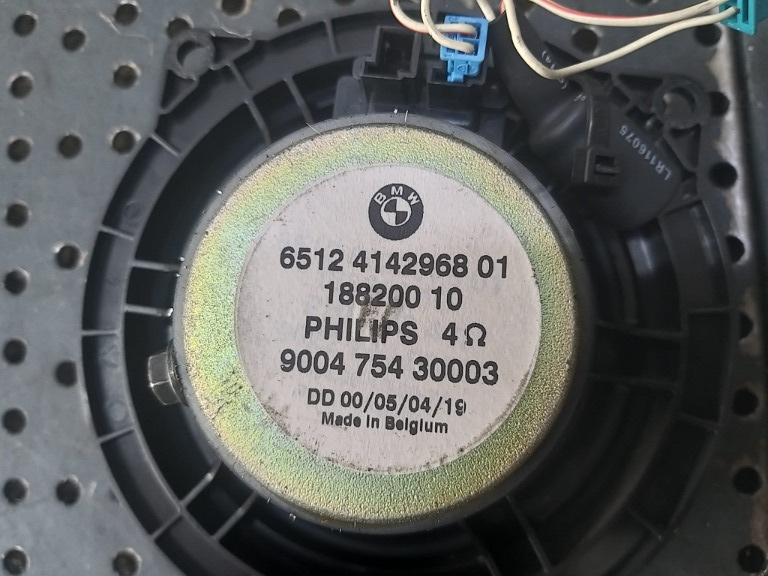 BMW
6512 4142968 01
188200 10
PHILIPS 4Ω
9004 754 30003
DD 00/05/04/19
Made in Belgium
LR116075